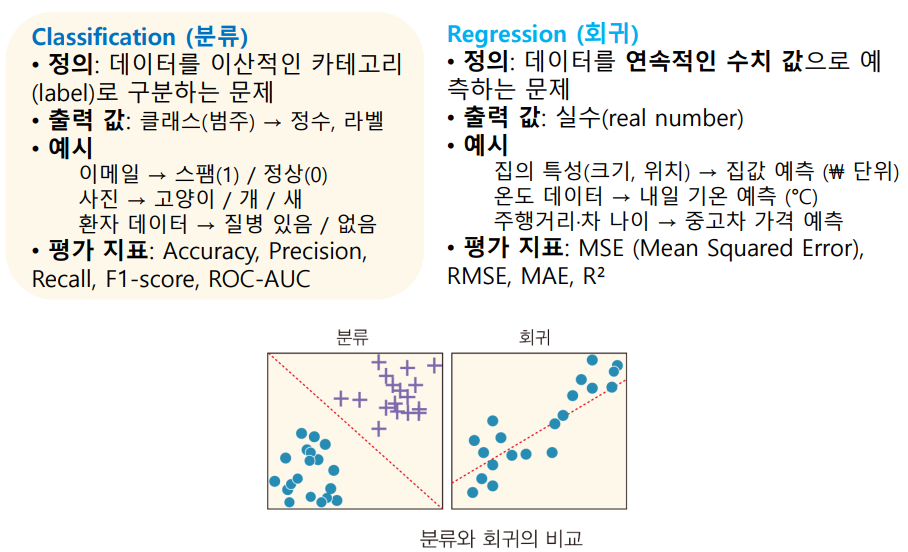 Classification (분류)
• 정의: 데이터를 이산적인 카테고리
(label)로 구분하는 문제
• 출력 값: 클래스(범주) → 정수, 라벨
• 예시
이메일 → 스팸(1) / 정상(0)
사진 → 고양이 / 개 / 새
환자 데이터 → 질병 있음 / 없음
• 평가 지표: Accuracy, Precision,
Recall, F1-score, ROC-AUC
Regression (회귀)
• 정의: 데이터를 연속적인 수치 값으로 예
측하는 문제
• 출력 값: 실수(real number)
• 예시
집의 특성(크기, 위치) → 집값 예측 (₩ 단위)
온도 데이터 → 내일 기온 예측 (℃)
주행거리·차 나이 → 중고차 가격 예측
• 평가 지표: MSE (Mean Squared Error),
RMSE, MAE, R²
분류
회귀
분류와 회귀의 비교